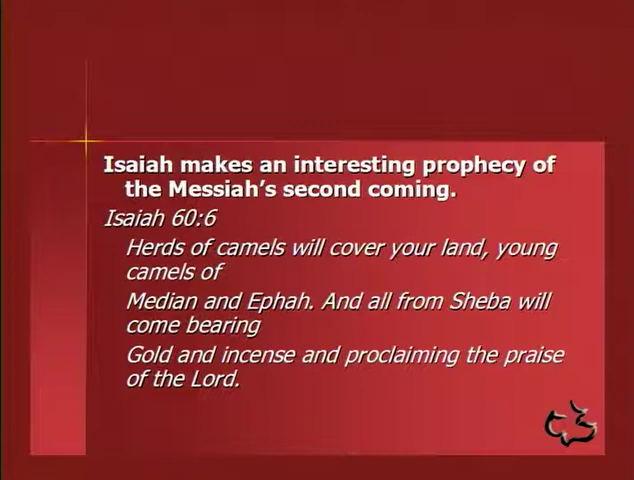 Isaiah makes an interesting prophecy of
the Messiah's second coming.
Isaiah 60:6
Herds of camels will cover your land, young
camels of
Median and Ephah. And all from Sheba will
come bearing
Gold and incense and proclaiming the praise
of the Lord.